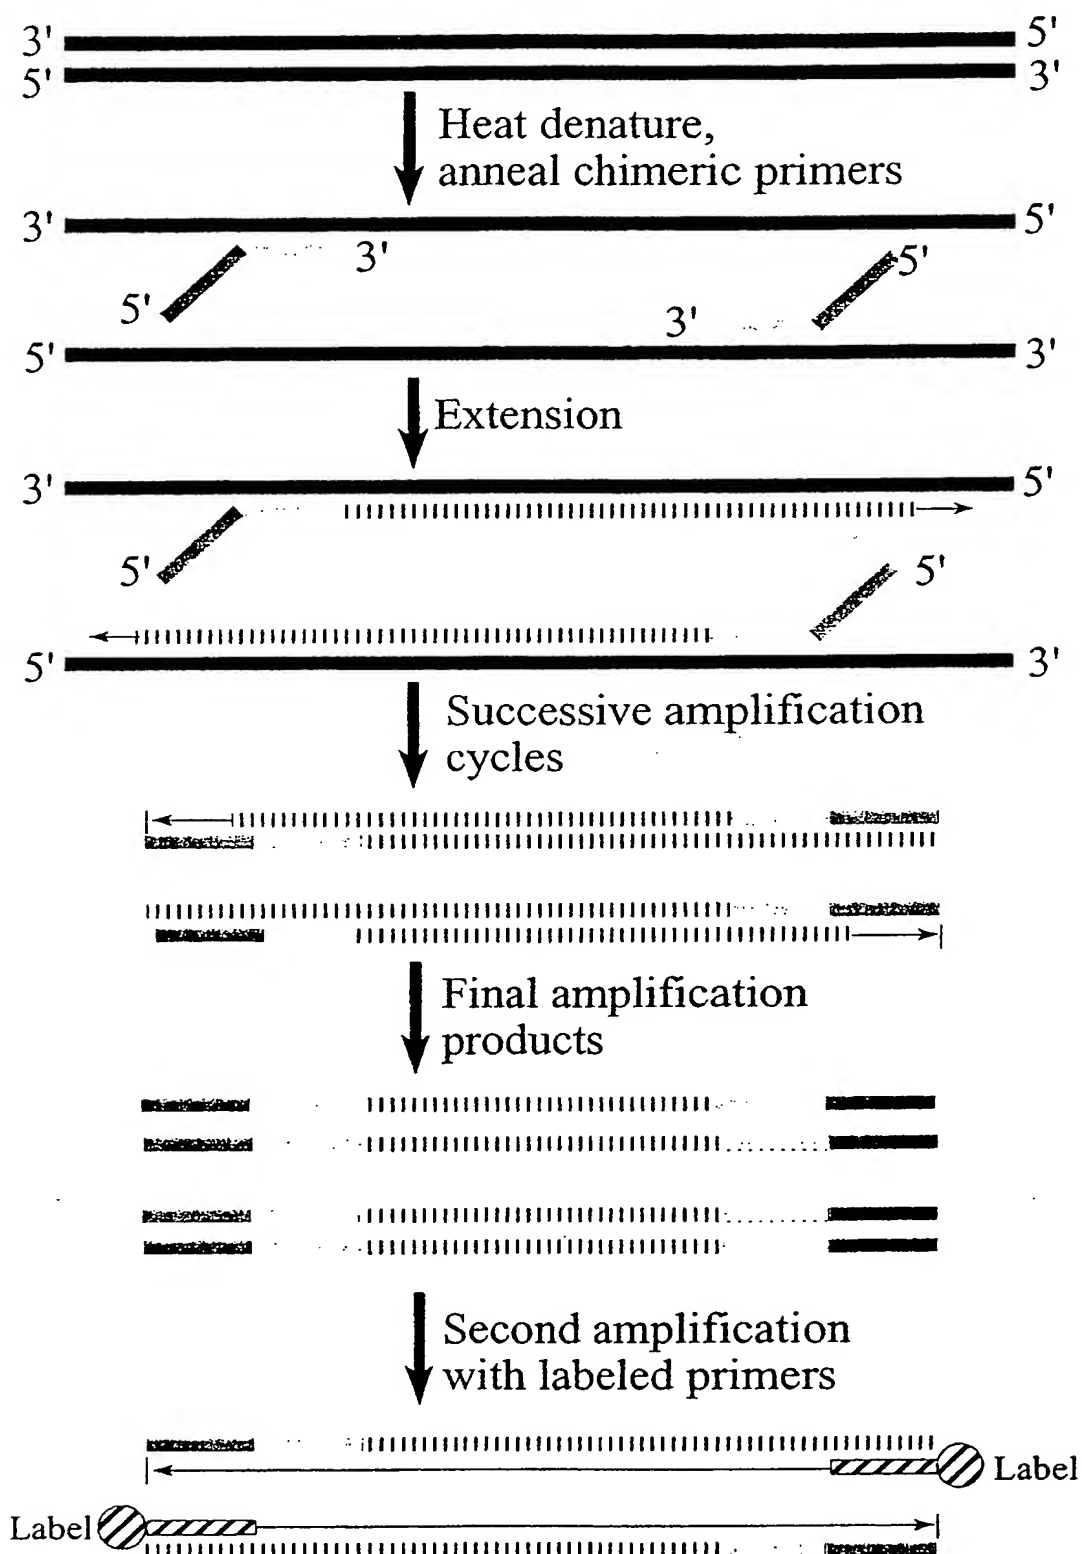 3' 5'
5' 3'
Heat denature,
anneal chimeric primers
3' 5'
3' 5'
5' 3'
5' 3'
Extension
3' 5'
5' 5'
5' 3'
Successive amplification
cycles
Final amplification
products
Second amplification
with labeled primers
Label
Label